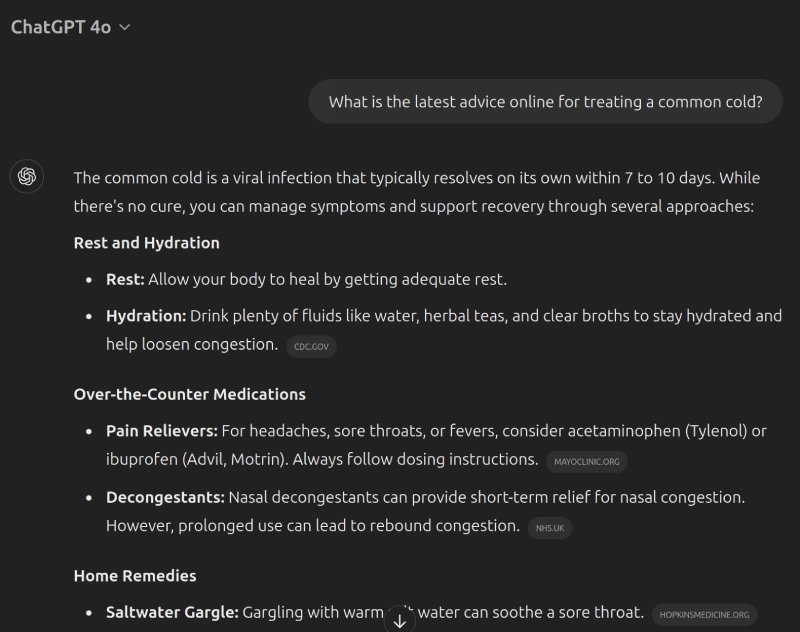 ChatGPT 4o
What is the latest advice online for treating a common cold?
The common cold is a viral infection that typically resolves on its own within 7 to 10 days. While
there's no cure, you can manage symptoms and support recovery through several approaches:
Rest and Hydration
• Rest: Allow your body to heal by getting adequate rest.
• Hydration: Drink plenty of fluids like water, herbal teas, and clear broths to stay hydrated and
help loosen congestion. CDC.GOV
Over-the-Counter Medications
• Pain Relievers: For headaches, sore throats, or fevers, consider acetaminophen (Tylenol) or
ibuprofen (Advil, Motrin). Always follow dosing instructions. MAYOCLINIC.ORG
• Decongestants: Nasal decongestants can provide short-term relief for nasal congestion.
However, prolonged use can lead to rebound congestion. NHS.UK
Home Remedies
• Saltwater Gargle: Gargling with warm water can soothe a sore throat. HOPKINSMEDICINE.ORG